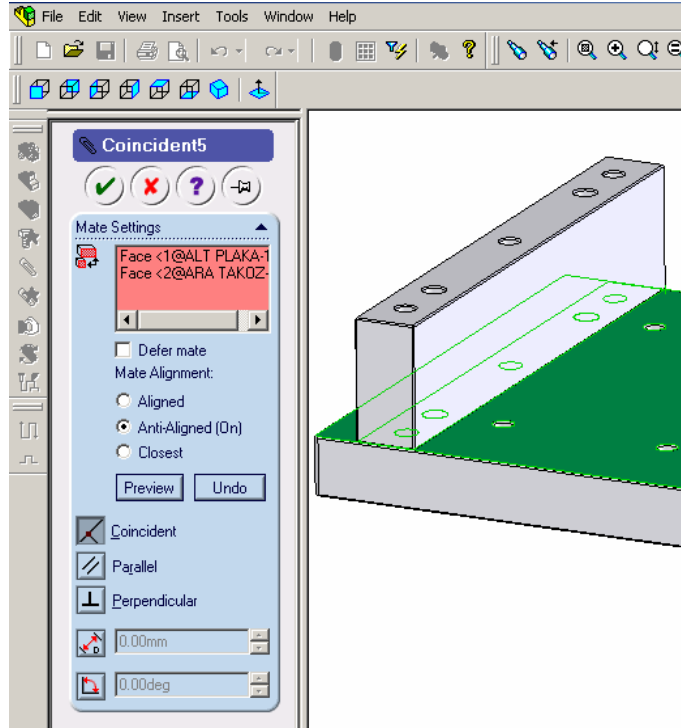 File Edit View Insert Tools Window Help
Coincident5
Mate Settings
Face <1@ALT PLAKA-1
Face <2@ARA TAKOZ-
Defer mate
Mate Alignment:
Aligned
Anti-Aligned (On)
Closest
Preview Undo
Coincident
Parallel
Perpendicular
0.00mm
0.00deg